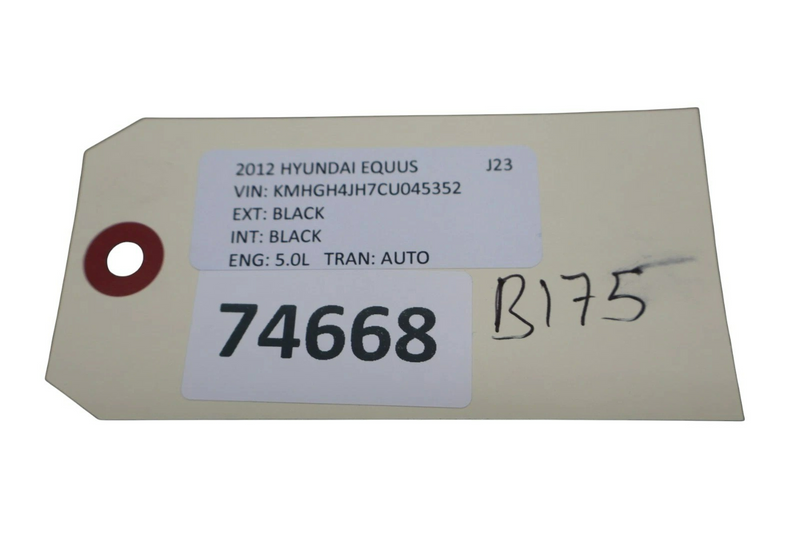 2012 HYUNDAI EQUUS J23
VIN: KMHGH4JH7CU045352
EXT: BLACK
INT: BLACK
ENG: 5.0L TRAN: AUTO
74668
B175